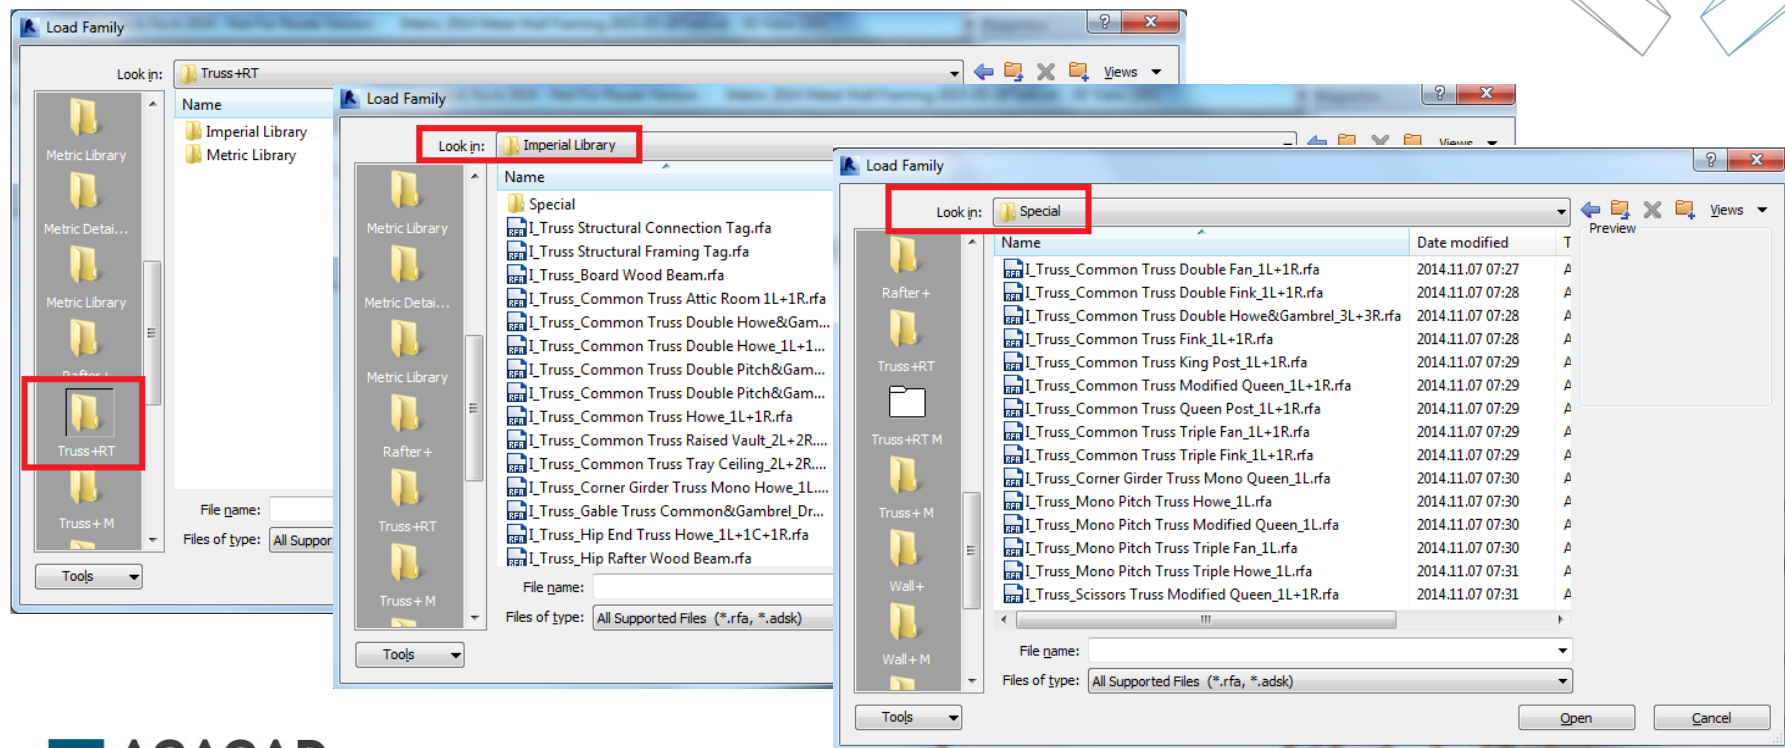 Load Family
Look in: Truss+RT Views
Metric Library
Metric Detai...
Metric Library
Rafter+
Truss+RT
Truss+M
Name
Imperial Library
Metric Library
File name:
Files of type: All Suppor
Tools
Load Family
Look in: Imperial Library Views
Metric Library
Metric Detai...
Metric Library
Rafter+
Truss+RT
Truss+M
Name
Special
I_Truss Structural Connection Tag.rfa
I_Truss Structural Framing Tag.rfa
I_Truss_Board Wood Beam.rfa
I_Truss_Common Truss Attic Room 1L+1R.rfa
I_Truss_Common Truss Double Howe&Gam...
I_Truss_Common Truss Double Howe_1L+1...
I_Truss_Common Truss Double Pitch&Gam...
I_Truss_Common Truss Double Pitch&Gam...
I_Truss_Common Truss Howe_1L+1R.rfa
I_Truss_Common Truss Raised Vault_2L+2R....
I_Truss_Common Truss Tray Ceiling_2L+2R....
I_Truss_Corner Girder Truss Mono Howe_1L....
I_Truss_Gable Truss Common&Gambrel_Dr...
I_Truss_Hip End Truss Howe_1L+1C+1R.rfa
I_Truss_Hip Rafter Wood Beam.rfa
File name:
Files of type: All Supported Files (*.rfa, *.adsk)
Tools
Load Family
Look in: Special Views
Rafter+
Truss+RT
Truss+RT M
Truss+M
Wall+
Wall+M
Name Date modified T
I_Truss_Common Truss Double Fan_1L+1R.rfa 2014.11.07 07:27 A
I_Truss_Common Truss Double Fink_1L+1R.rfa 2014.11.07 07:28 A
I_Truss_Common Truss Double Howe&Gambrel_3L+3R.rfa 2014.11.07 07:28 A
I_Truss_Common Truss Fink_1L+1R.rfa 2014.11.07 07:28 A
I_Truss_Common Truss King Post_1L+1R.rfa 2014.11.07 07:29 A
I_Truss_Common Truss Modified Queen_1L+1R.rfa 2014.11.07 07:29 A
I_Truss_Common Truss Queen Post_1L+1R.rfa 2014.11.07 07:29 A
I_Truss_Common Truss Triple Fan_1L+1R.rfa 2014.11.07 07:29 A
I_Truss_Common Truss Triple Fink_1L+1R.rfa 2014.11.07 07:29 A
I_Truss_Corner Girder Truss Mono Queen_1L.rfa 2014.11.07 07:30 A
I_Truss_Mono Pitch Truss Howe_1L.rfa 2014.11.07 07:30 A
I_Truss_Mono Pitch Truss Modified Queen_1L.rfa 2014.11.07 07:30 A
I_Truss_Mono Pitch Truss Triple Fan_1L.rfa 2014.11.07 07:30 A
I_Truss_Mono Pitch Truss Triple Howe_1L.rfa 2014.11.07 07:31 A
I_Truss_Scissors Truss Modified Queen_1L+1R.rfa 2014.11.07 07:31 A
Preview
File name:
Files of type: All Supported Files (*.rfa, *.adsk)
Tools Open Cancel